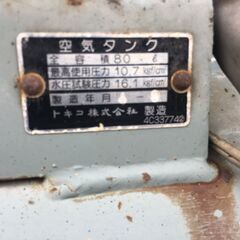 空気タンク
全容積 80 ℓ
最高使用圧力 10.7 kgf/cm²
水圧試験圧力 16.1 kgf/cm²
製造年月
トキコ株式会社 製造
4C337742